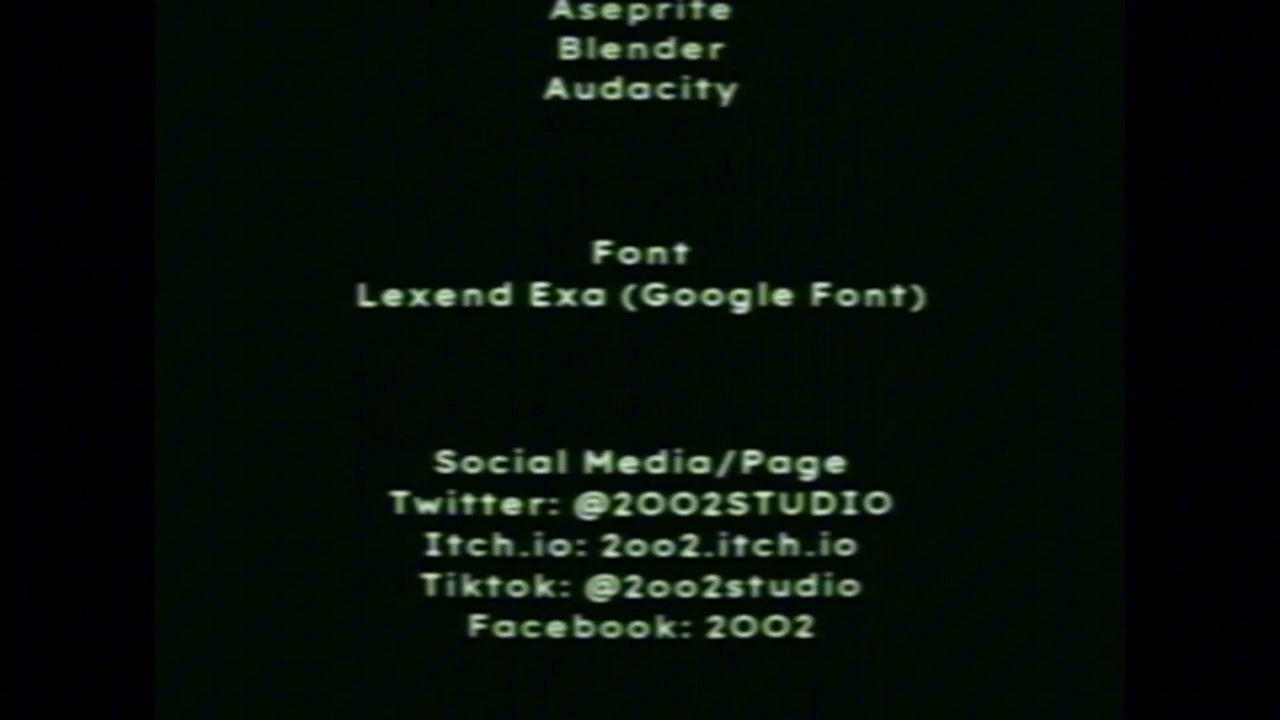 Aseprite
Blender
Audacity
Font
Lexend Exa (Google Font)
Social Media/Page
Twitter: @2OO2STUDIO
Itch.io: 2oo2.itch.io
Tiktok: @2oo2studio
Facebook: 2OO2